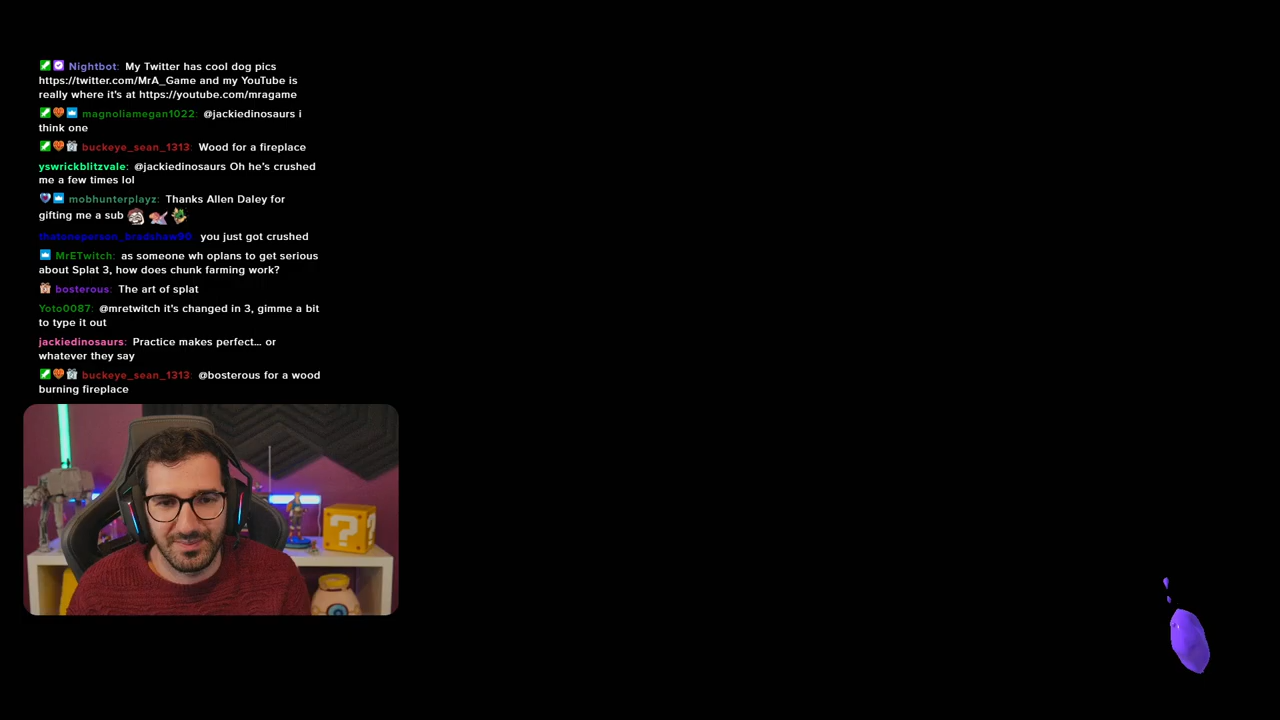 Nightbot: My Twitter has cool dog pics
https://twitter.com/MrA_Game and my YouTube is
really where it's at https://youtube.com/mragame
magnoliamegan1022: @jackiedinosaurs i
think one
buckeye_sean_1313: Wood for a fireplace
yswrickblitzvale: @jackiedinosaurs Oh he's crushed
me a few times lol
mobhunterplayz: Thanks Allen Daley for
gifting me a sub
thatoneperson_bradshaw90: you just got crushed
MrETwitch: as someone wh oplans to get serious
about Splat 3, how does chunk farming work?
bosterous: The art of splat
Yoto0087: @mretwitch it's changed in 3, gimme a bit
to type it out
jackiedinosaurs: Practice makes perfect... or
whatever they say
buckeye_sean_1313: @bosterous for a wood
burning fireplace
?